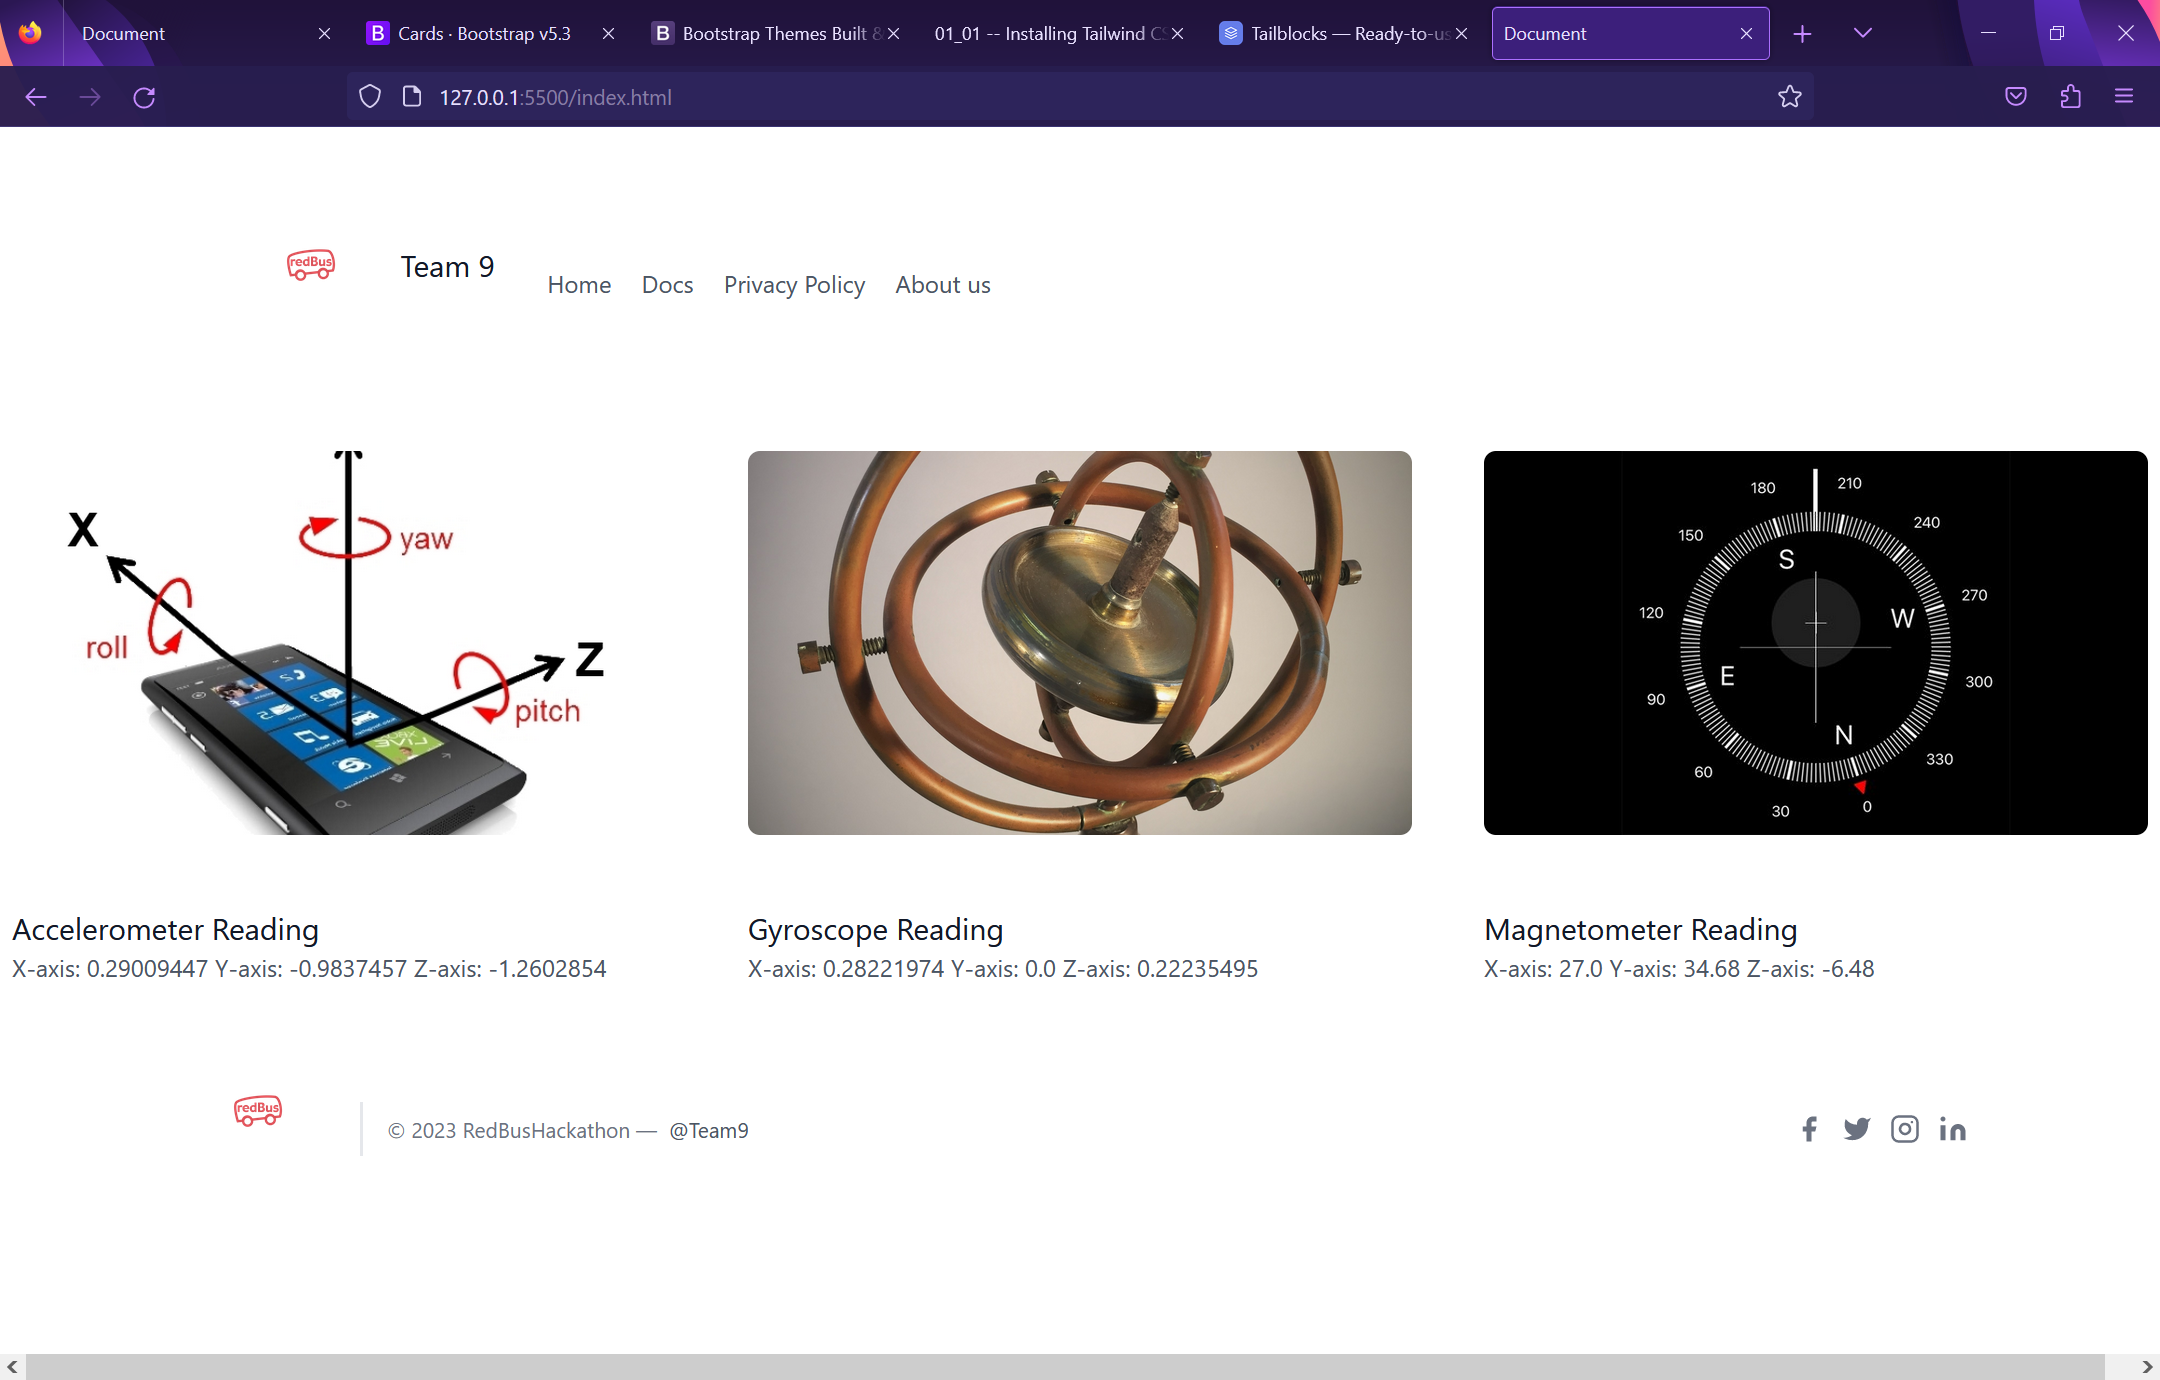 Document
Cards · Bootstrap v5.3
Bootstrap Themes Built &
01_01 -- Installing Tailwind CS
Tailblocks — Ready-to-us
Document
127.0.0.1:5500/index.html
redBus
Team 9
Home
Docs
Privacy Policy
About us
X
yaw
roll
Z
pitch
180
210
150
240
S
120
270
W
E
90
300
N
60
330
30
0
Accelerometer Reading
X-axis: 0.29009447 Y-axis: -0.9837457 Z-axis: -1.2602854
Gyroscope Reading
X-axis: 0.28221974 Y-axis: 0.0 Z-axis: 0.22235495
Magnetometer Reading
X-axis: 27.0 Y-axis: 34.68 Z-axis: -6.48
redBus
© 2023 RedBusHackathon — @Team9